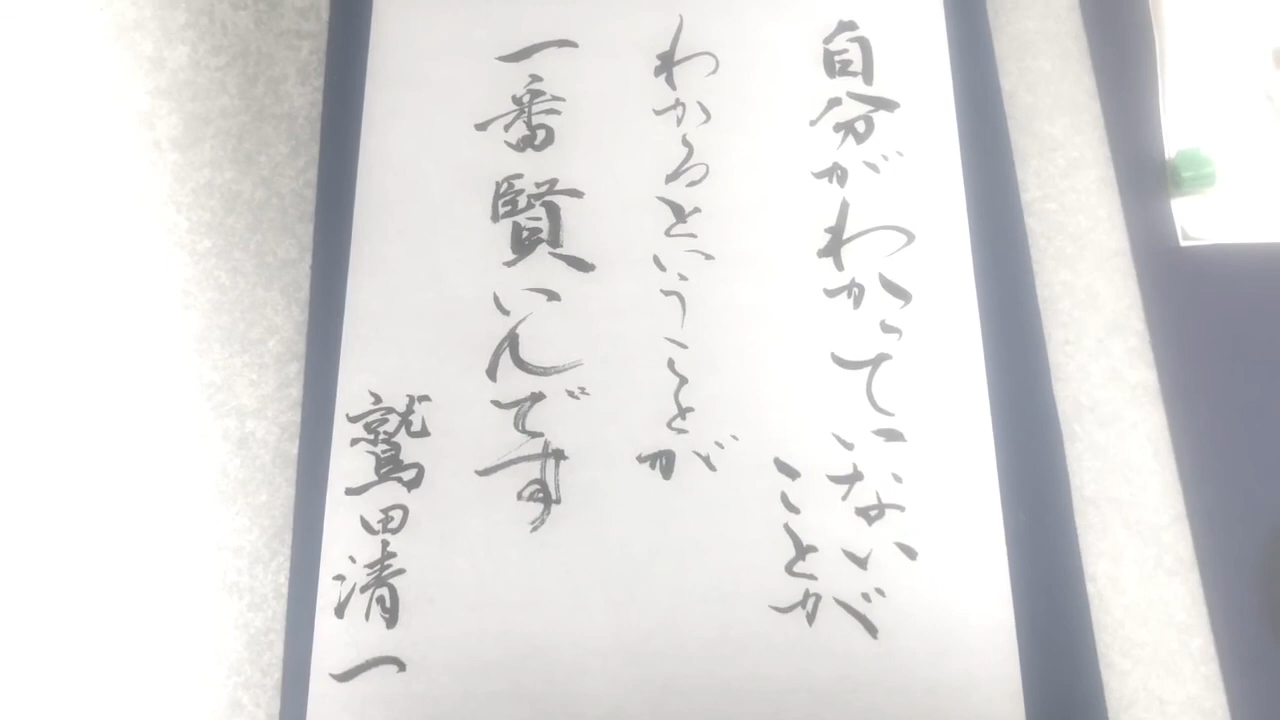 自分がわかっていない
ことが
わかるということが
一番賢いんです
鷲田清一